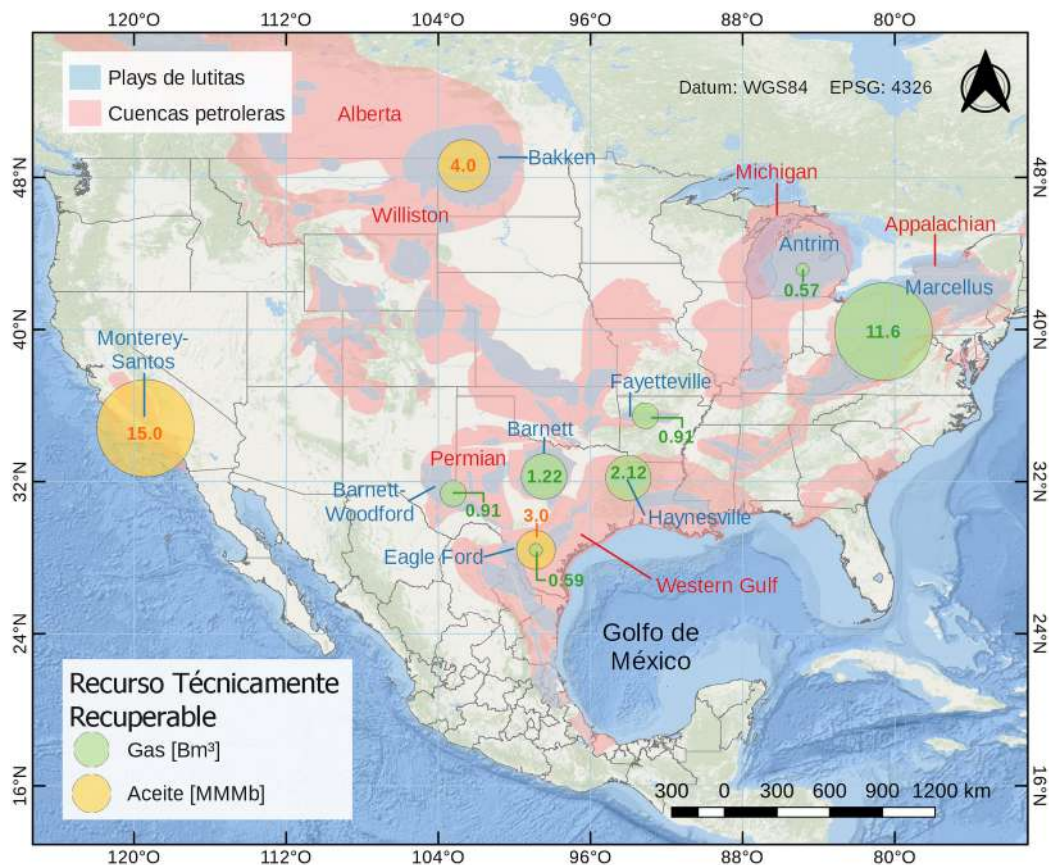 120°O 112°O 104°O 96°O 88°O 80°O
Plays de lutitas
Cuencas petroleras
Datum: WGS84 EPSG: 4326
Alberta
4.0
Bakken
48°N
48°N
Michigan
Williston
Appalachian
Antrim
0.57
Marcellus
40°N
11.6
40°N
Monterey-
Santos
15.0
Fayetteville
0.91
Barnett
Permian
1.22
2.12
32°N
32°N
Barnett-
Woodford
0.91
3.0
Haynesville
Eagle Ford
0.59
Western Gulf
24°N
Golfo de
México
24°N
Recurso Técnicamente
Recuperable
Gas [Bm³]
Aceite [MMMb]
16°N
16°N
300 0 300 600 900 1200 km
120°O 112°O 104°O 96°O 88°O 80°O